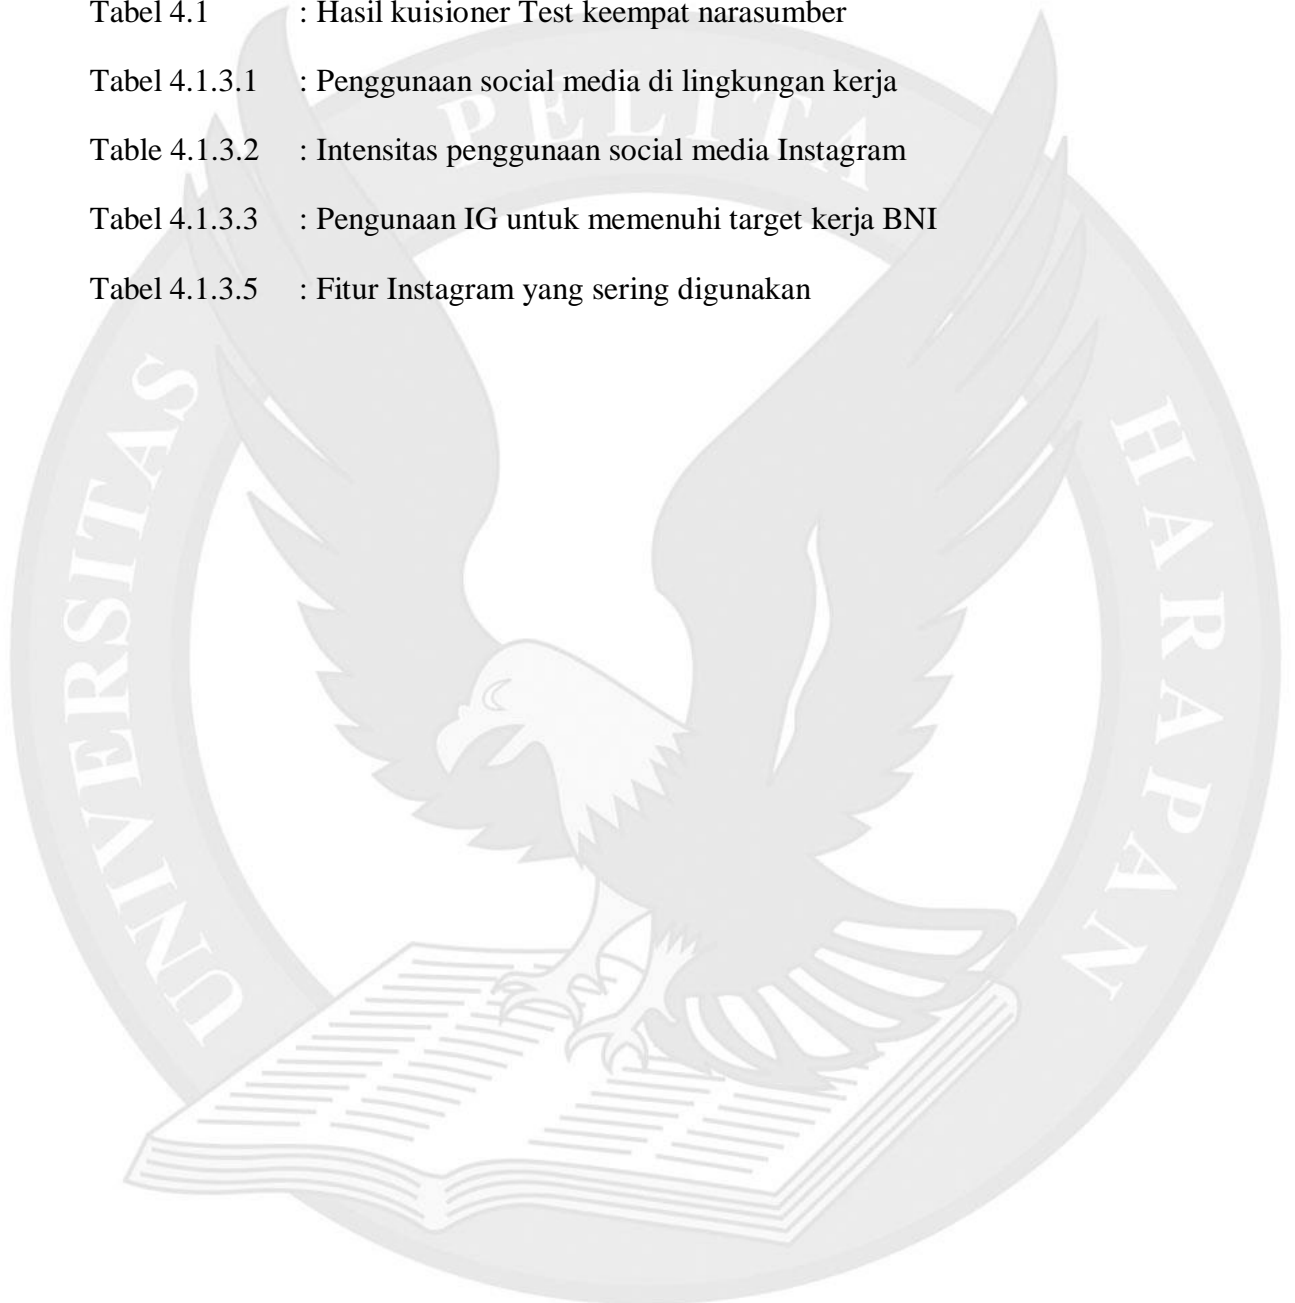 Tabel 4.1 : Hasil kuisioner Test keempat narasumber
Tabel 4.1.3.1 : Penggunaan social media di lingkungan kerja
Table 4.1.3.2 : Intensitas penggunaan social media Instagram
Tabel 4.1.3.3 : Pengunaan IG untuk memenuhi target kerja BNI
Tabel 4.1.3.5 : Fitur Instagram yang sering digunakan
UNIVERSITAS
PELITA
HARAPAN